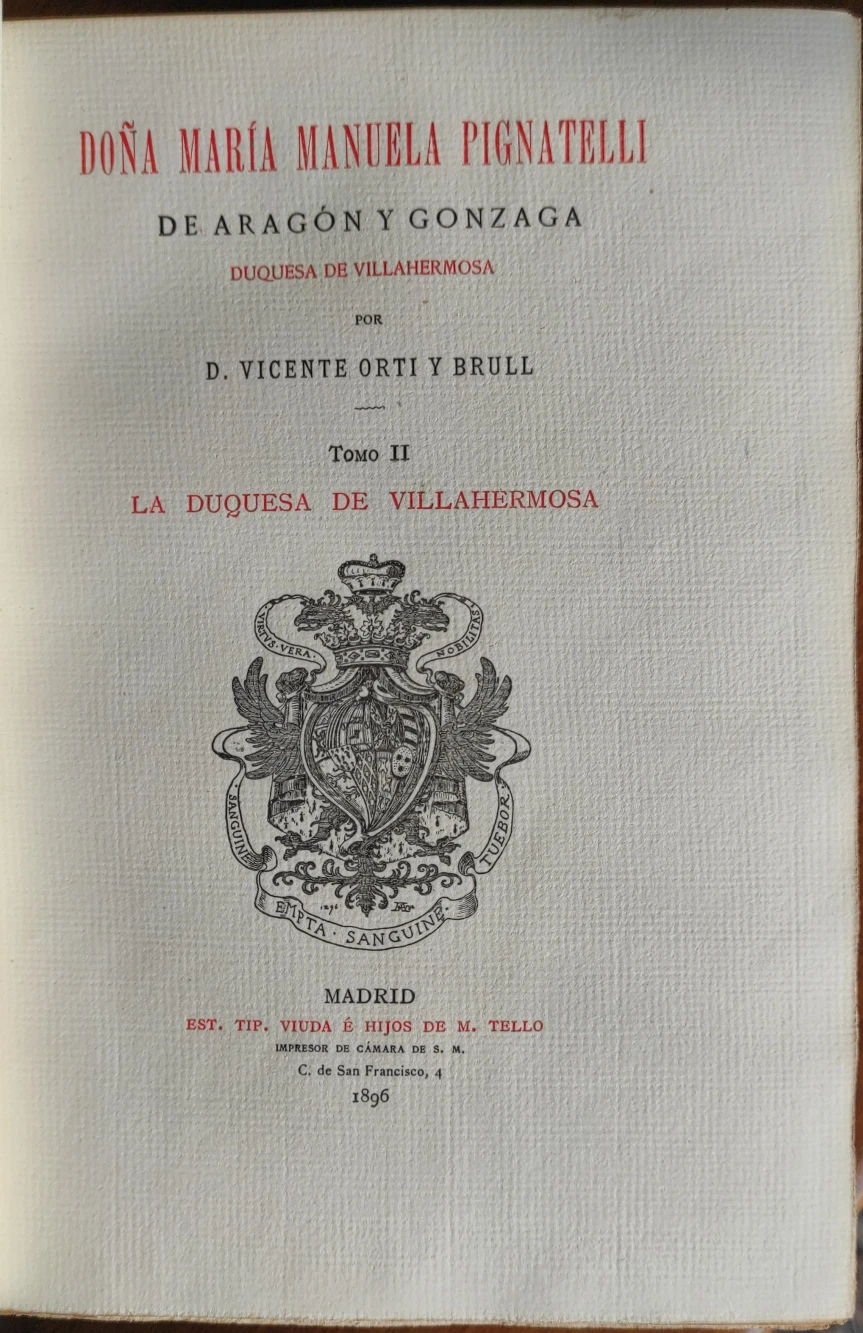 DOÑA MARÍA MANUELA PIGNATELLI
DE ARAGÓN Y GONZAGA
DUQUESA DE VILLAHERMOSA
POR
D. VICENTE ORTI Y BRULL
TOMO II
LA DUQUESA DE VILLAHERMOSA
·VIRTVS·VERA·
NOBILITAS·
SANGUINE
EMPTA · SANGUINE·
TUEBOR·
MADRID
EST. TIP. VIUDA É HIJOS DE M. TELLO
IMPRESOR DE CÁMARA DE S. M.
C. de San Francisco, 4
1896